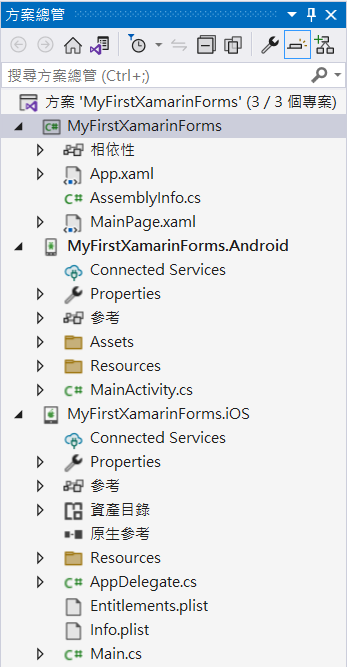 方案總管
搜尋方案總管 (Ctrl+;)
方案 'MyFirstXamarinForms' (3 / 3 個專案)
MyFirstXamarinForms
相依性
App.xaml
AssemblyInfo.cs
MainPage.xaml
MyFirstXamarinForms.Android
Connected Services
Properties
參考
Assets
Resources
MainActivity.cs
MyFirstXamarinForms.iOS
Connected Services
Properties
參考
資產目錄
原生參考
Resources
AppDelegate.cs
Entitlements.plist
Info.plist
Main.cs